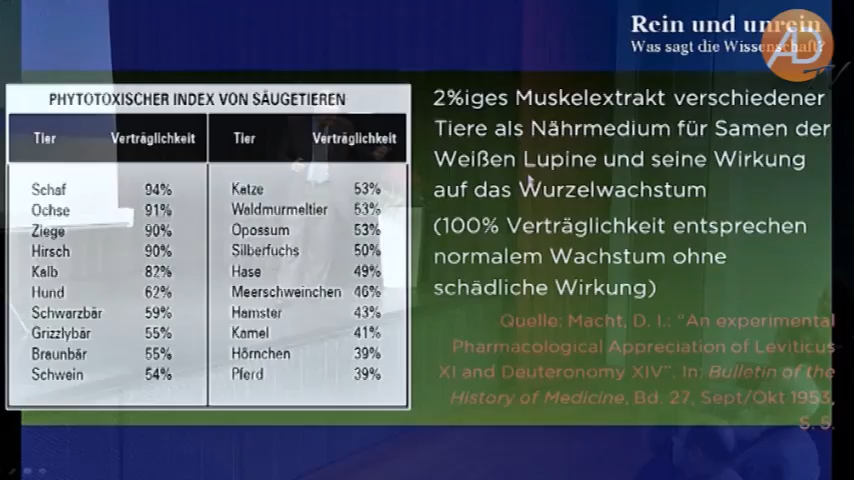 Rein und unrein
Was sagt die Wissenschaft?
AD
TV
PHYTOTOXISCHER INDEX VON SÄUGETIEREN
Tier Verträglichkeit Tier Verträglichkeit
Schaf 94% Katze 53%
Ochse 91% Waldmurmeltier 53%
Ziege 90% Opossum 53%
Hirsch 90% Silberfuchs 50%
Kalb 82% Hase 49%
Hund 62% Meerschweinchen 46%
Schwarzbär 59% Hamster 43%
Grizzlybär 55% Kamel 41%
Braunbär 55% Hörnchen 39%
Schwein 54% Pferd 39%
2%iges Muskelextrakt verschiedener
Tiere als Nährmedium für Samen der
Weißen Lupine und seine Wirkung
auf das Wurzelwachstum
(100% Verträglichkeit entsprechen
normalem Wachstum ohne
schädliche Wirkung)
Quelle: Macht, D. I.: "An experimental
Pharmacological Appreciation of Leviticus
XI and Deuteronomy XIV". In: Bulletin of the
History of Medicine, Bd. 27, Sept/Okt 1953,
S. 5.